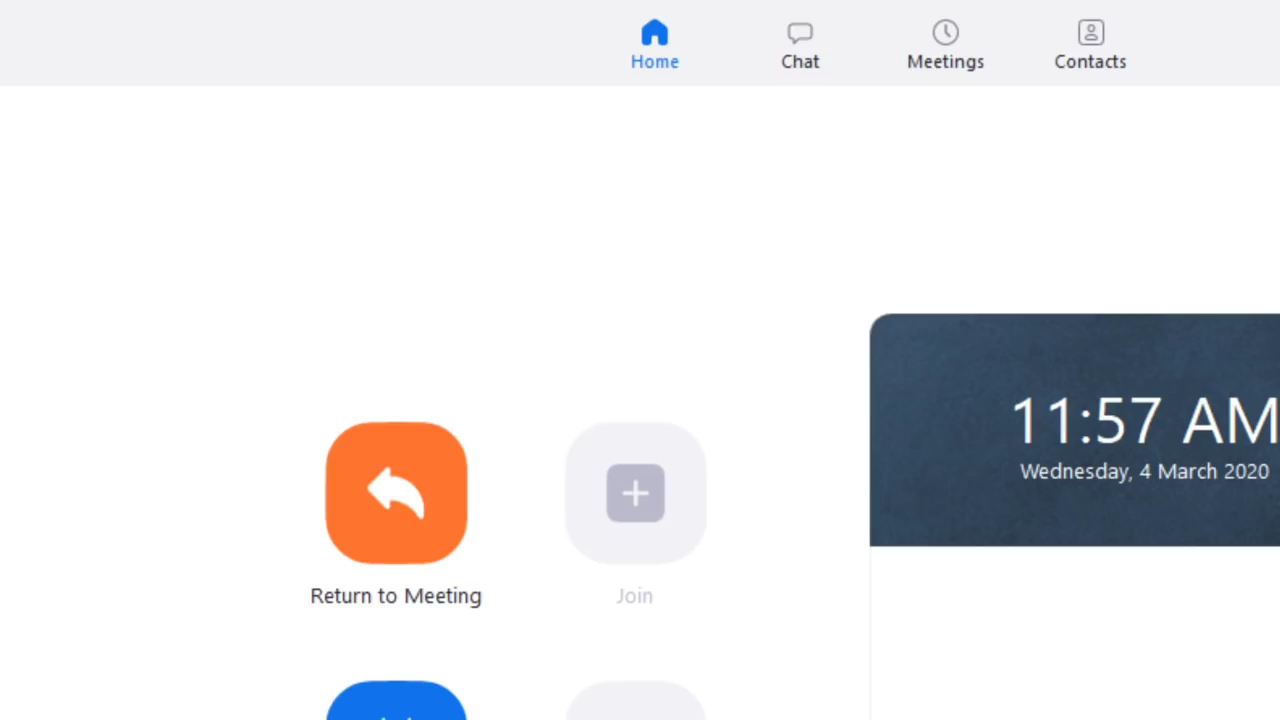 Home
Chat
Meetings
Contacts
11:57 AM
Wednesday, 4 March 2020
Return to Meeting
Join